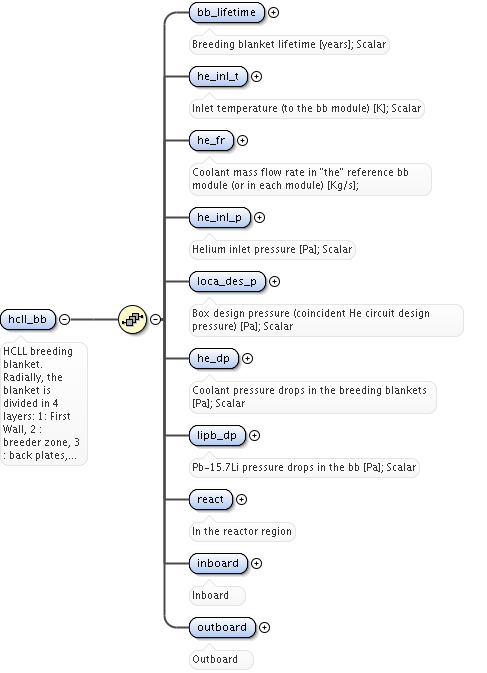 bb_lifetime
Breeding blanket lifetime [years]; Scalar
he_inl_t
Inlet temperature (to the bb module) [K]; Scalar
he_fr
Coolant mass flow rate in "the" reference bb
module (or in each module) [Kg/s];
he_inl_p
Helium inlet pressure [Pa]; Scalar
loca_des_p
Box design pressure (coincident He circuit design
pressure) [Pa]; Scalar
hcll_bb
HCLL breeding
blanket.
Radially, the
blanket is
divided in 4
layers: 1: First
Wall, 2 :
breeder zone, 3
: back plates,...
he_dp
Coolant pressure drops in the breeding blankets
[Pa]; Scalar
lipb_dp
Pb-15.7Li pressure drops in the bb [Pa]; Scalar
react
In the reactor region
inboard
Inboard
outboard
Outboard